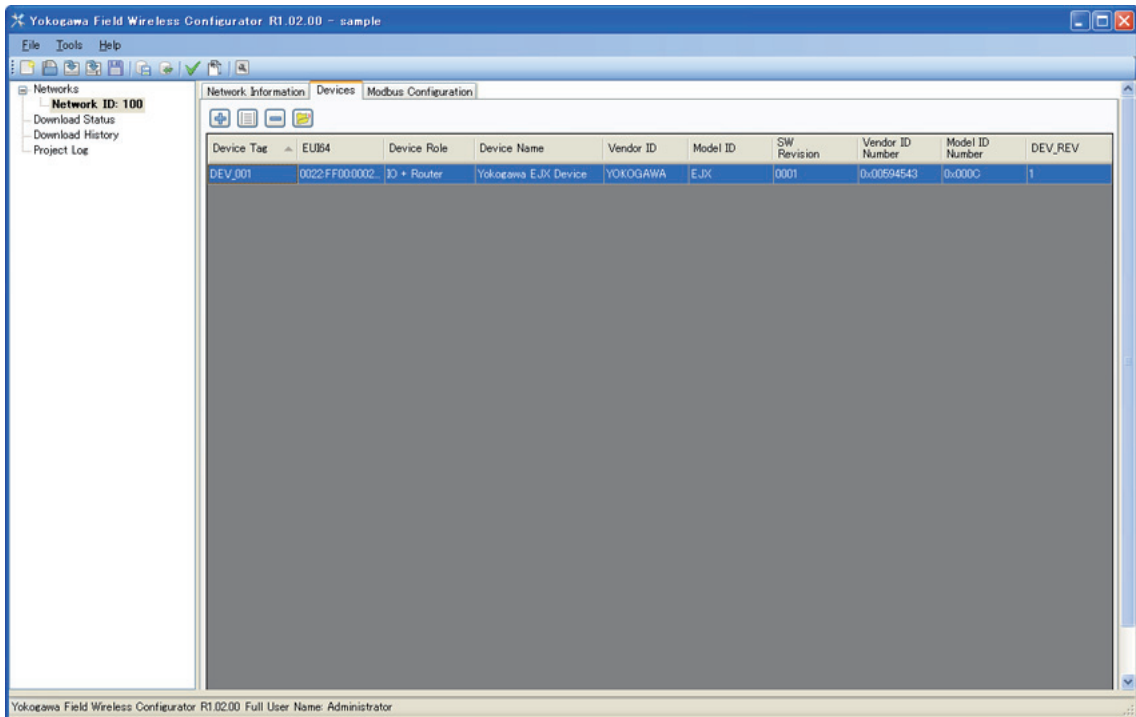 Yokogawa Field Wireless Configurator R1.02.00 - sample
File Tools Help
Networks
Network ID: 100
Download Status
Download History
Project Log
Network Information Devices Modbus Configuration
Device Tag EUI64 Device Role Device Name Vendor ID Model ID SW Revision Vendor ID Number Model ID Number DEV_REV
DEV_001 0022:FF00:0002... IO + Router Yokogawa EJX Device YOKOGAWA EJX 0001 0x00594543 0x000C 1
Yokogawa Field Wireless Configurator R1.02.00 Full User Name: Administrator